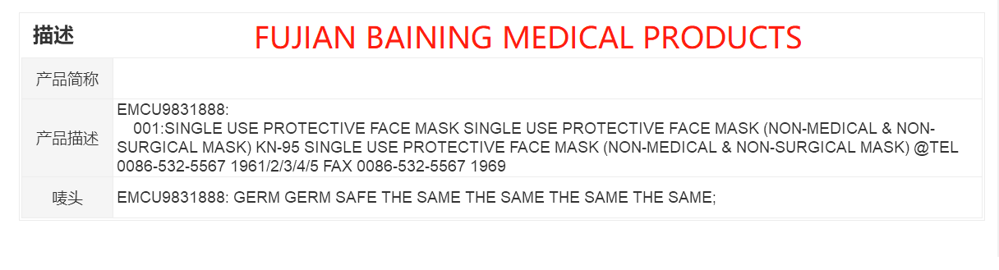 描述
FUJIAN BAINING MEDICAL PRODUCTS
产品简称
产品描述
EMCU9831888:
001:SINGLE USE PROTECTIVE FACE MASK SINGLE USE PROTECTIVE FACE MASK (NON-MEDICAL & NON-
SURGICAL MASK) KN-95 SINGLE USE PROTECTIVE FACE MASK (NON-MEDICAL & NON-SURGICAL MASK) @TEL
0086-532-5567 1961/2/3/4/5 FAX 0086-532-5567 1969
唛头
EMCU9831888: GERM GERM SAFE THE SAME THE SAME THE SAME THE SAME;